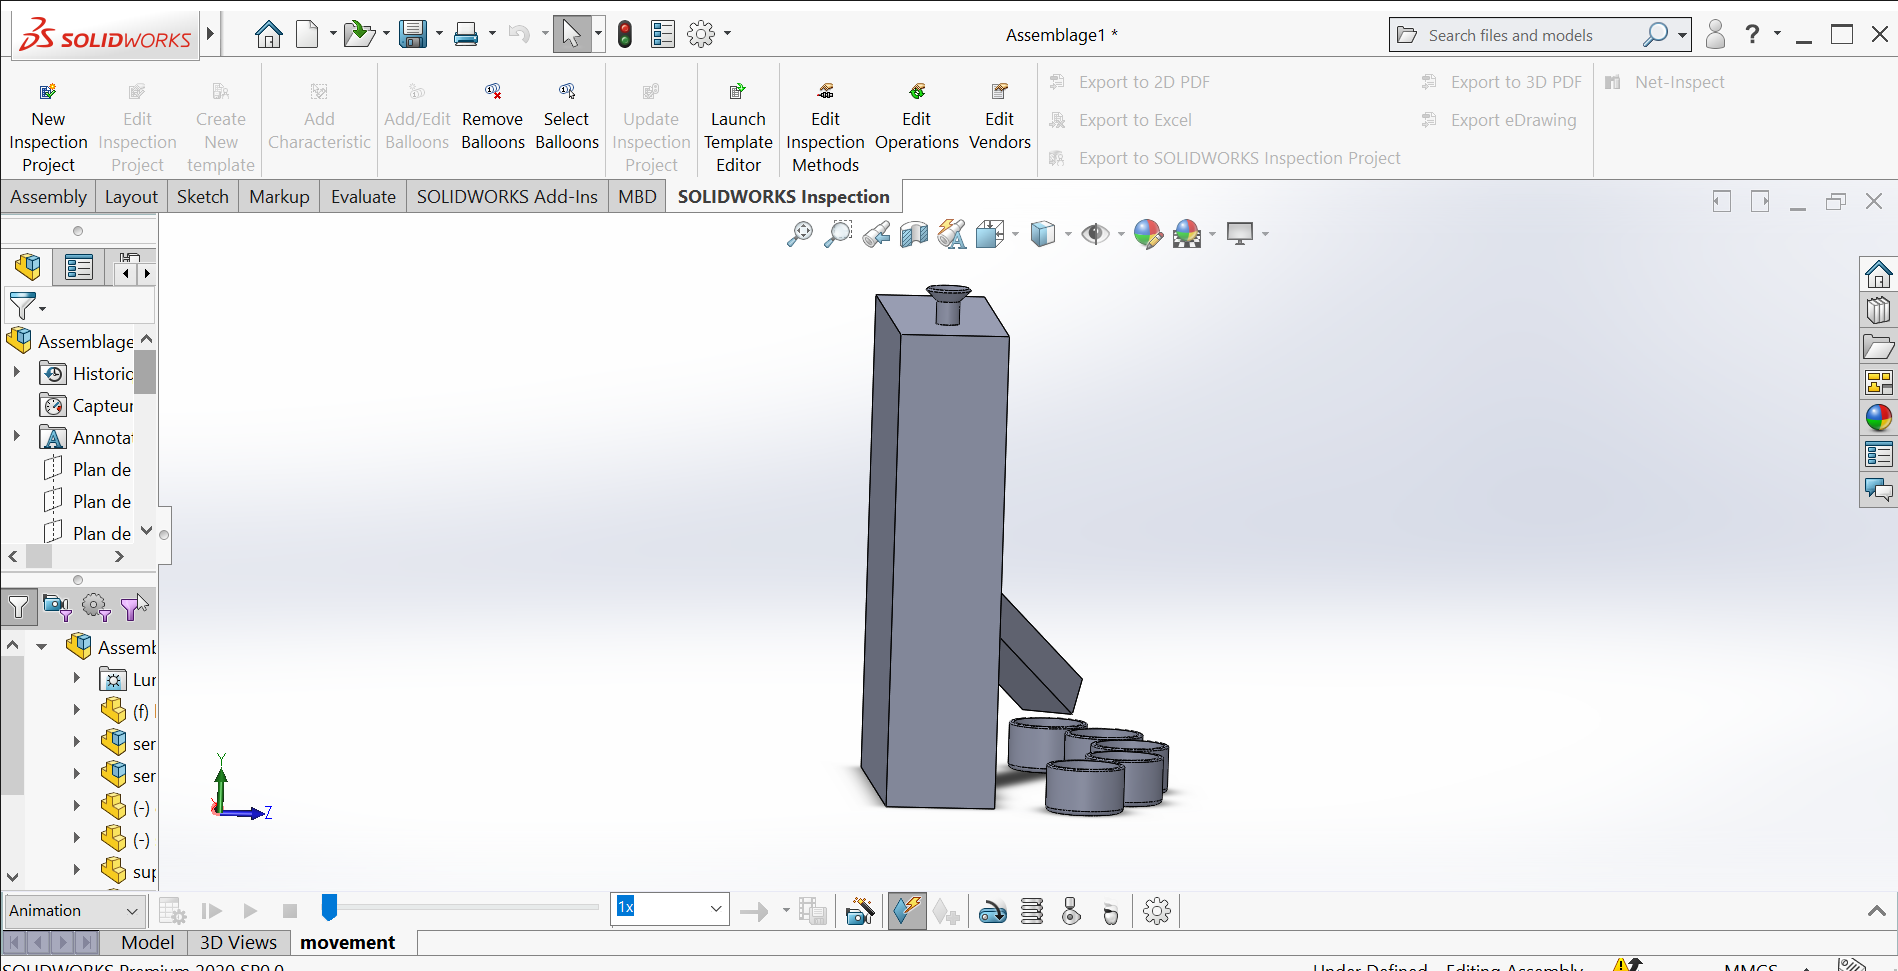 SOLIDWORKS
Assemblage1 *
Search files and models
?
New Inspection Project
Edit Inspection Project
Create New template
Add Characteristic
Add/Edit Balloons
Remove Balloons
Select Balloons
Update Inspection Project
Launch Template Editor
Edit Inspection Methods
Edit Operations
Edit Vendors
Export to 2D PDF
Export to Excel
Export to SOLIDWORKS Inspection Project
Export to 3D PDF
Export eDrawing
Net-Inspect
Assembly
Layout
Sketch
Markup
Evaluate
SOLIDWORKS Add-Ins
MBD
SOLIDWORKS Inspection
Assemblage
Historic
Capteur
Annotat
Plan de
Plan de
Plan de
Assemb
Lur
(f)
ser
ser
(-)
(-)
sup
Y
Z
Animation
1x
Model
3D Views
movement
SOLIDWORKS Premium 2020 SP0.0
Under Defined
Editing Assembly
MMGS